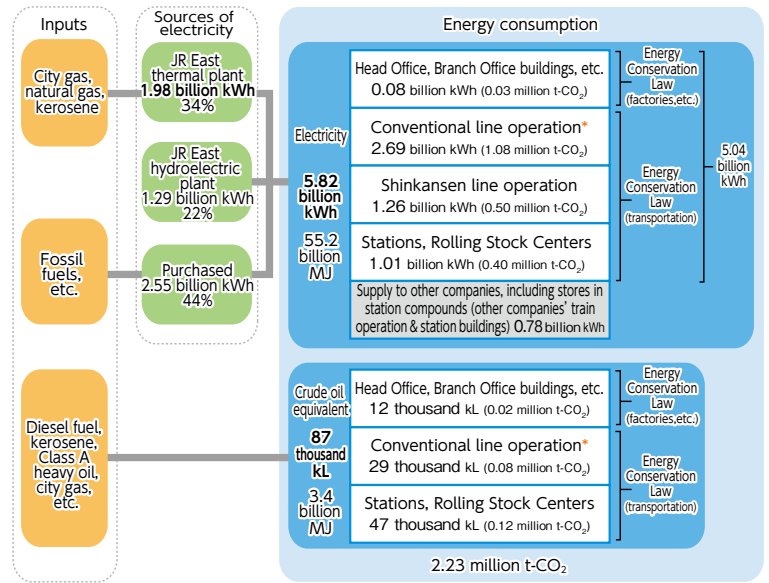 Inputs
Sources of
electricity
Energy consumption
City gas,
natural gas,
kerosene
JR East
thermal plant
1.98 billion kWh
34%
JR East
hydroelectric
plant
1.29 billion kWh
22%
Fossil
fuels,
etc.
Purchased
2.55 billion kWh
44%
Electricity
5.82
billion
kWh
55.2
billion
MJ
Head Office, Branch Office buildings, etc.
0.08 billion kWh (0.03 million t-CO₂)
Conventional line operation*
2.69 billion kWh (1.08 million t-CO₂)
Shinkansen line operation
1.26 billion kWh (0.50 million t-CO₂)
Stations, Rolling Stock Centers
1.01 billion kWh (0.40 million t-CO₂)
Supply to other companies, including stores in
station compounds (other companies' train
operation & station buildings) 0.78 billion kWh
Energy
Conservation
Law
(factories,etc.)
Energy
Conservation
Law
(transportation)
5.04
billion
kWh
Diesel fuel,
kerosene,
Class A
heavy oil,
city gas,
etc.
Crude oil
equivalent
87
thousand
kL
3.4
billion
MJ
Head Office, Branch Office buildings, etc.
12 thousand kL (0.02 million t-CO₂)
Conventional line operation*
29 thousand kL (0.08 million t-CO₂)
Stations, Rolling Stock Centers
47 thousand kL (0.12 million t-CO₂)
Energy
Conservation
Law
(factories,etc.)
Energy
Conservation
Law
(transportation)
2.23 million t-CO₂